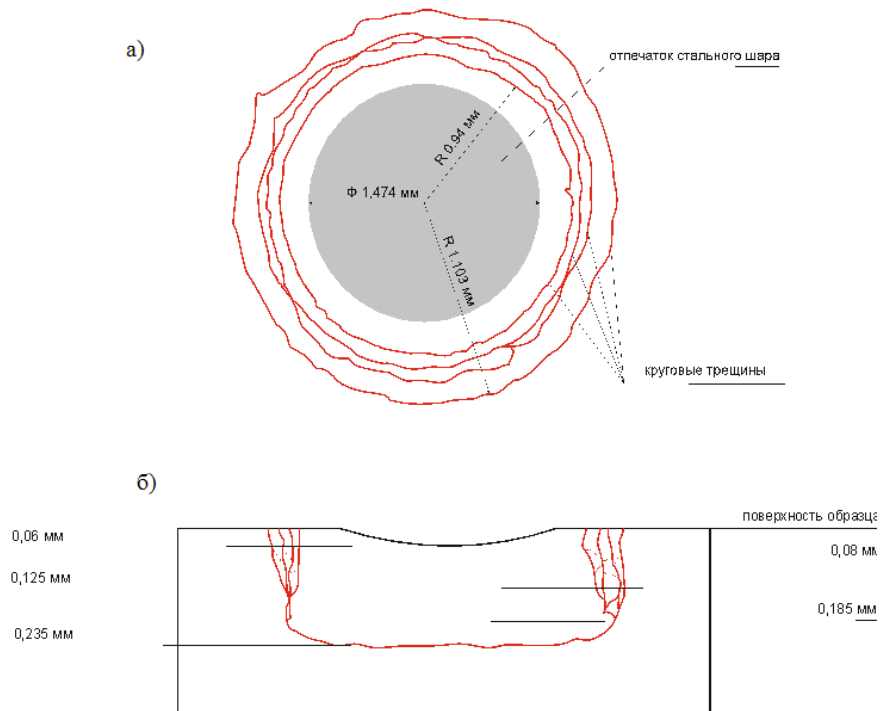 а)
отпечаток стального шара
R 0.94 мм
Ф 1,474 мм
R 1.103 мм
круговые трещины
б)
поверхность образца
0,06 мм
0,08 мм
0,125 мм
0,185 мм
0,235 мм